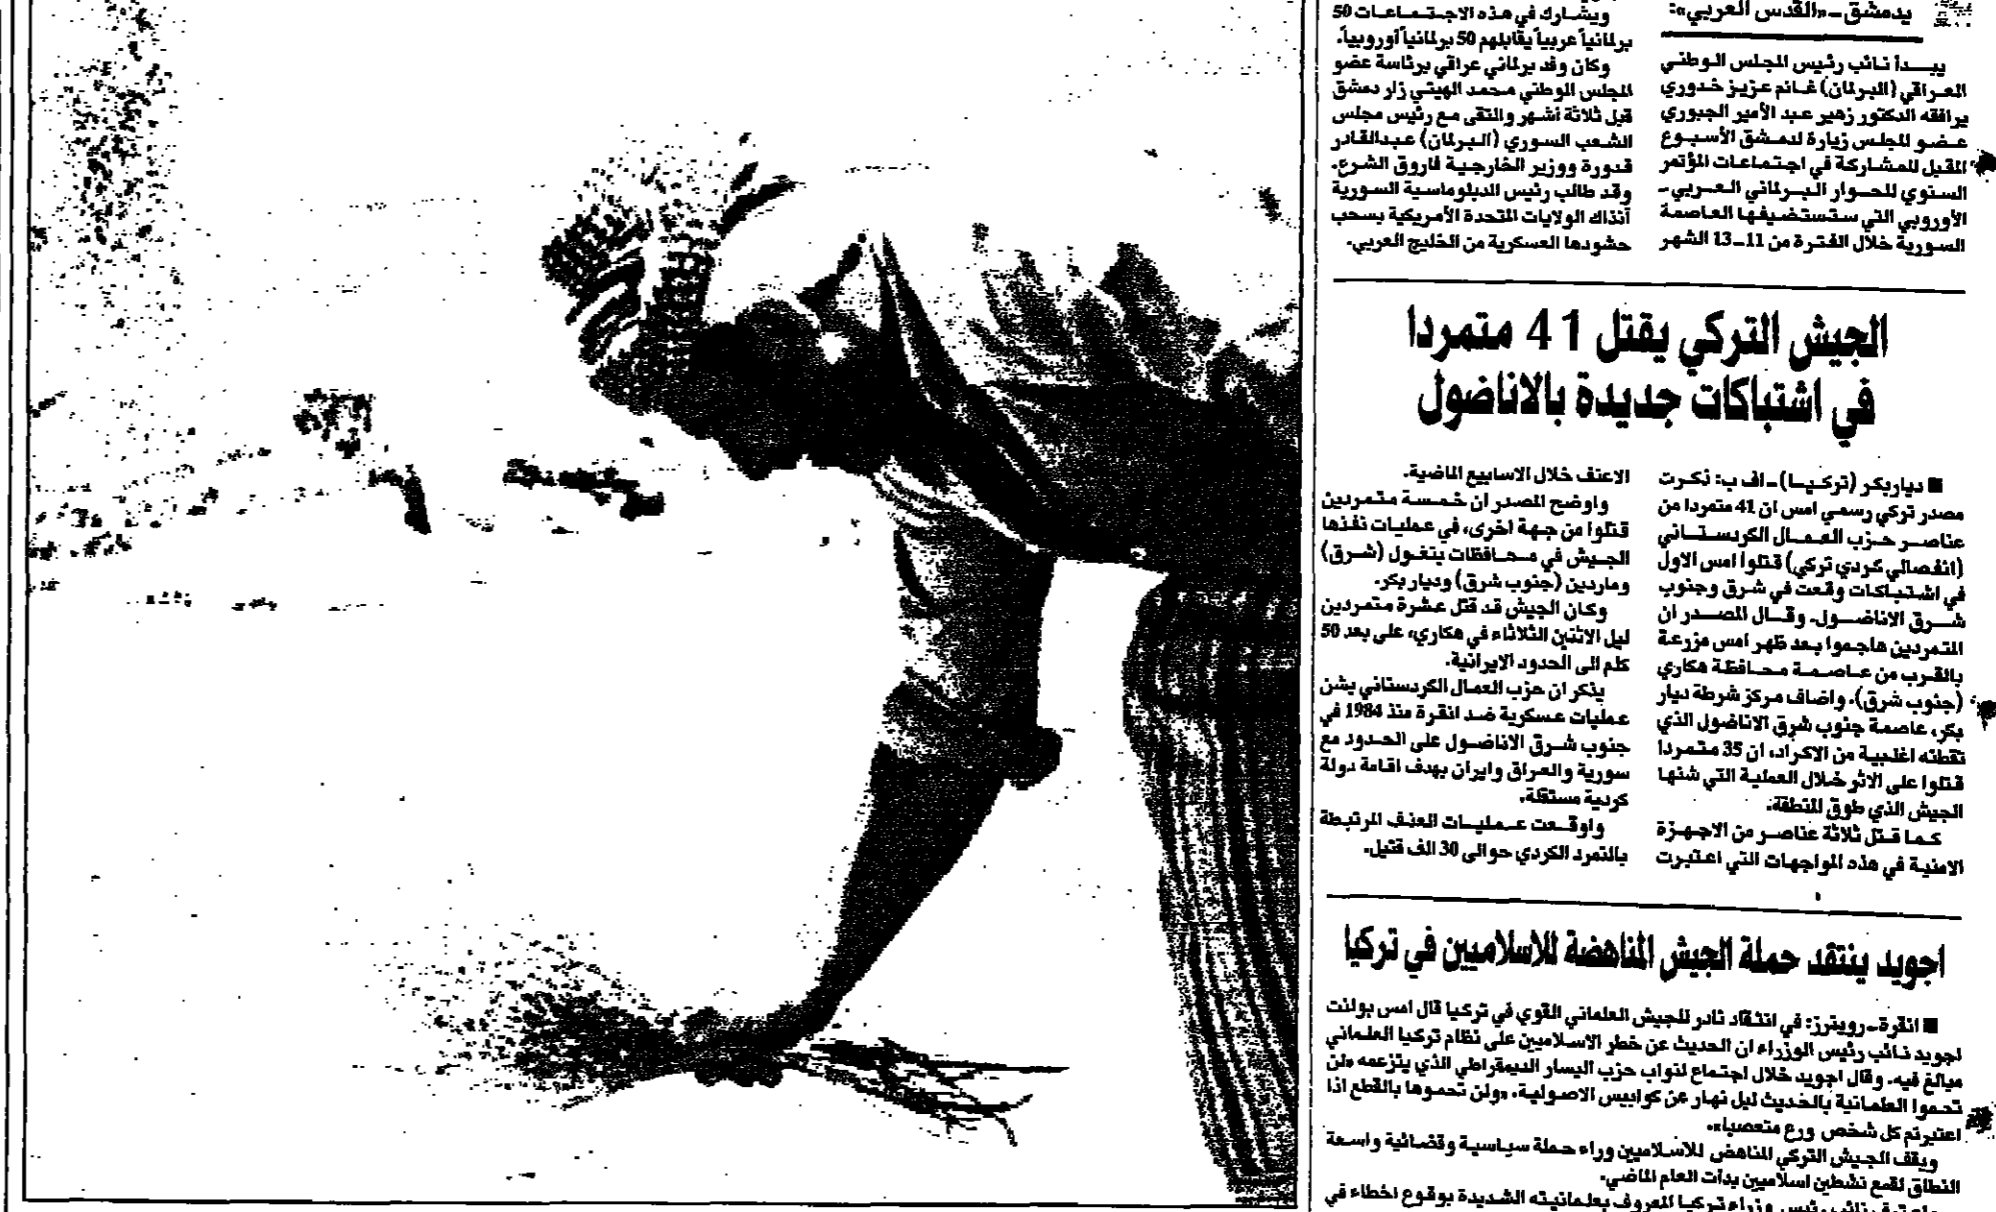 بدمشق ـ «القدس العربي»:
يبدأ نائب رئيس المجلس الوطني
العراقي (البرلمان) غانم عزيز خدوري
يرافقه الدكتور زهير عبد الأمير الجبوري
عضو المجلس زيارة لدمشق الأسبوع
المقبل للمشاركة في اجتماعات المؤتمر
السنوي للحوار البرلماني العربي ـ
الأوروبي التي ستستضيفها العاصمة
السورية خلال الفترة من 11ـ13 الشهر
ويشارك في هذه الاجتماعات 50
برلمانياً عربياً يقابلهم 50 برلمانياً أوروبياً.
وكان وفد برلماني عراقي برئاسة عضو
المجلس الوطني محمد الهيتي زار دمشق
قبل ثلاثة أشهر والتقى مع رئيس مجلس
الشعب السوري (البرلمان) عبدالقادر
قدورة ووزير الخارجية فاروق الشرع.
وقد طالب رئيس الدبلوماسية السورية
آنذاك الولايات المتحدة الأمريكية بسحب
حشودها العسكرية من الخليج العربي.
الجيش التركي يقتل 41 متمردا
في اشتباكات جديدة بالاناضول
■ دياربكر (تركيا) ـ اف ب: ذكرت
مصدر تركي رسمي امس ان 41 متمردا من
عناصر حزب العمال الكردستاني
(انفصالي كردي تركي) قتلوا امس الاول
في اشتباكات وقعت في شرق وجنوب
شرق الاناضول. وقال المصدر ان
المتمردين هاجموا بعد ظهر امس مزرعة
بالقرب من عاصمة محافظة هكاري
(جنوب شرق). واضاف مركز شرطة ديار
بكر، عاصمة جنوب شرق الاناضول الذي
تقطنه اغلبية من الاكراد، ان 35 متمردا
قتلوا على الاثر خلال العملية التي شنها
الجيش الذي طوق المنطقة.
كما قتل ثلاثة عناصر من الاجهزة
الامنية في هذه المواجهات التي اعتبرت
الاعنف خلال الاسابيع الماضية.
واوضح المصدر ان خمسة متمردين
قتلوا من جهة اخرى، في عمليات نفذها
الجيش في محافظات بنغول (شرق)
وماردين (جنوب شرق) وديار بكر.
وكان الجيش قد قتل عشرة متمردين
ليل الاثنين الثلاثاء في هكاري، على بعد 50
كلم الى الحدود الايرانية.
يذكر ان حزب العمال الكردستاني يشن
عمليات عسكرية ضد انقرة منذ 1984 في
جنوب شرق الاناضول على الحدود مع
سورية والعراق وايران بهدف اقامة دولة
كردية مستقلة.
واوقعت عمليات العنف المرتبطة
بالتمرد الكردي حوالى 30 الف قتيل.
اجويد ينتقد حملة الجيش المناهضة للاسلاميين في تركيا
■ انقرة ـ رويترز: في انتقاد نادر للجيش العلماني القوي في تركيا قال امس بولنت
اجويد نائب رئيس الوزراء ان الحديث عن خطر الاسلاميين على نظام تركيا العلماني
مبالغ فيه. وقال اجويد خلال اجتماع لنواب حزب اليسار الديمقراطي الذي يتزعمه «لن
تحموا العلمانية بالحديث ليل نهار عن كوابيس الاصولية. «ولن تحموها بالقطع اذا
اعتبرتم كل شخص ورع متعصبا».
ويقف الجيش التركي المناهض للاسلاميين وراء حملة سياسية وقضائية واسعة
النطاق لقمع نشطين اسلاميين بدأت العام الماضي.
نائب رئيس وزراء تركيا المعروف بعلمانيته الشديدة بوقوع اخطاء في